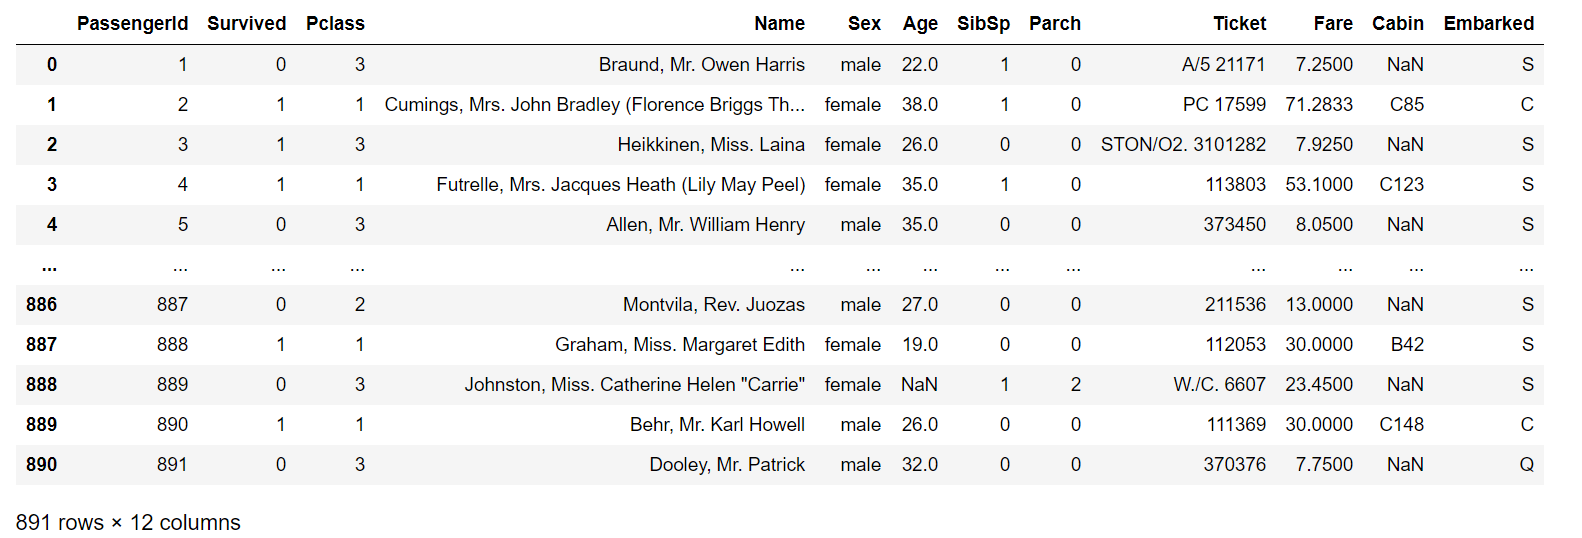 PassengerId Survived Pclass Name Sex Age SibSp Parch Ticket Fare Cabin Embarked
0 1 0 3 Braund, Mr. Owen Harris male 22.0 1 0 A/5 21171 7.2500 NaN S
1 2 1 1 Cumings, Mrs. John Bradley (Florence Briggs Th... female 38.0 1 0 PC 17599 71.2833 C85 C
2 3 1 3 Heikkinen, Miss. Laina female 26.0 0 0 STON/O2. 3101282 7.9250 NaN S
3 4 1 1 Futrelle, Mrs. Jacques Heath (Lily May Peel) female 35.0 1 0 113803 53.1000 C123 S
4 5 0 3 Allen, Mr. William Henry male 35.0 0 0 373450 8.0500 NaN S
... ... ... ... ... ... ... ... ... ... ... ... ...
886 887 0 2 Montvila, Rev. Juozas male 27.0 0 0 211536 13.0000 NaN S
887 888 1 1 Graham, Miss. Margaret Edith female 19.0 0 0 112053 30.0000 B42 S
888 889 0 3 Johnston, Miss. Catherine Helen "Carrie" female NaN 1 2 W./C. 6607 23.4500 NaN S
889 890 1 1 Behr, Mr. Karl Howell male 26.0 0 0 111369 30.0000 C148 C
890 891 0 3 Dooley, Mr. Patrick male 32.0 0 0 370376 7.7500 NaN Q
891 rows × 12 columns